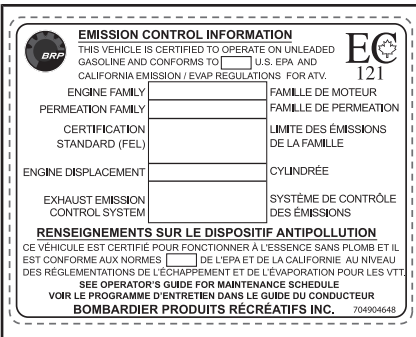 EMISSION CONTROL INFORMATION
THIS VEHICLE IS CERTIFIED TO OPERATE ON UNLEADED
GASOLINE AND CONFORMS TO U.S. EPA AND
CALIFORNIA EMISSION / EVAP REGULATIONS FOR ATV.
BRP
EC
121
ENGINE FAMILY FAMILLE DE MOTEUR
PERMEATION FAMILY FAMILLE DE PERMEATION
CERTIFICATION LIMITE DES ÉMISSIONS
STANDARD (FEL) DE LA FAMILLE
ENGINE DISPLACEMENT CYLINDRÉE
EXHAUST EMISSION SYSTÈME DE CONTRÔLE
CONTROL SYSTEM DES ÉMISSIONS
RENSEIGNEMENTS SUR LE DISPOSITIF ANTIPOLLUTION
CE VÉHICULE EST CERTIFIÉ POUR FONCTIONNER À L'ESSENCE SANS PLOMB ET IL
EST CONFORME AUX NORMES DE L'EPA ET DE LA CALIFORNIE AU NIVEAU
DES RÉGLEMENTATIONS DE L'ÉCHAPPEMENT ET DE L'ÉVAPORATION POUR LES VTT.
SEE OPERATOR'S GUIDE FOR MAINTENANCE SCHEDULE
VOIR LE PROGRAMME D'ENTRETIEN DANS LE GUIDE DU CONDUCTEUR
BOMBARDIER PRODUITS RÉCRÉATIFS INC. 704904648